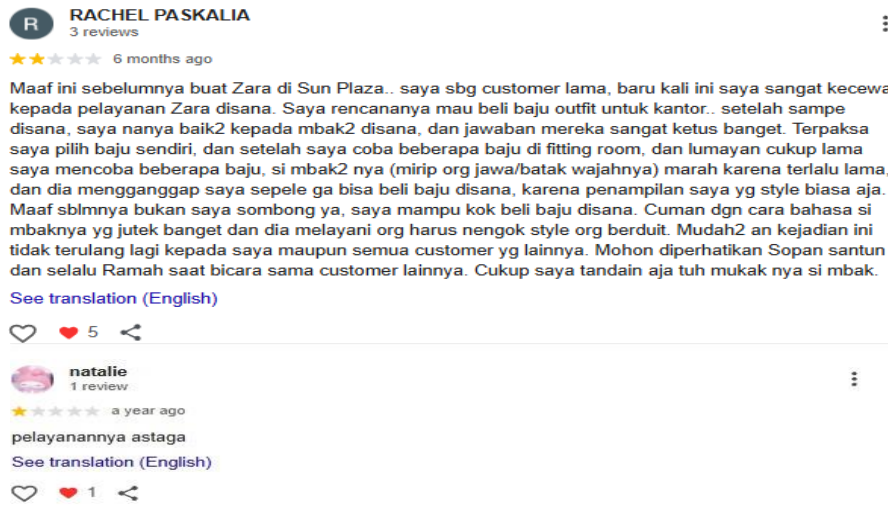 R
RACHEL PASKALIA
3 reviews
6 months ago
Maaf ini sebelumnya buat Zara di Sun Plaza.. saya sbg customer lama, baru kali ini saya sangat kecewa
kepada pelayanan Zara disana. Saya rencananya mau beli baju outfit untuk kantor.. setelah sampe
disana, saya nanya baik2 kepada mbak2 disana, dan jawaban mereka sangat ketus banget. Terpaksa
saya pilih baju sendiri, dan setelah saya coba beberapa baju di fitting room, dan lumayan cukup lama
saya mencoba beberapa baju, si mbak2 nya (mirip org jawa/batak wajahnya) marah karena terlalu lama,
dan dia mengganggap saya sepele ga bisa beli baju disana, karena penampilan saya yg style biasa aja.
Maaf sblmnya bukan saya sombong ya, saya mampu kok beli baju disana. Cuman dgn cara bahasa si
mbaknya yg jutek banget dan dia melayani org harus nengok style org berduit. Mudah2 an kejadian ini
tidak terulang lagi kepada saya maupun semua customer yg lainnya. Mohon diperhatikan Sopan santun
dan selalu Ramah saat bicara sama customer lainnya. Cukup saya tandain aja tuh mukak nya si mbak.
See translation (English)
5
natalie
1 review
a year ago
pelayanannya astaga
See translation (English)
1